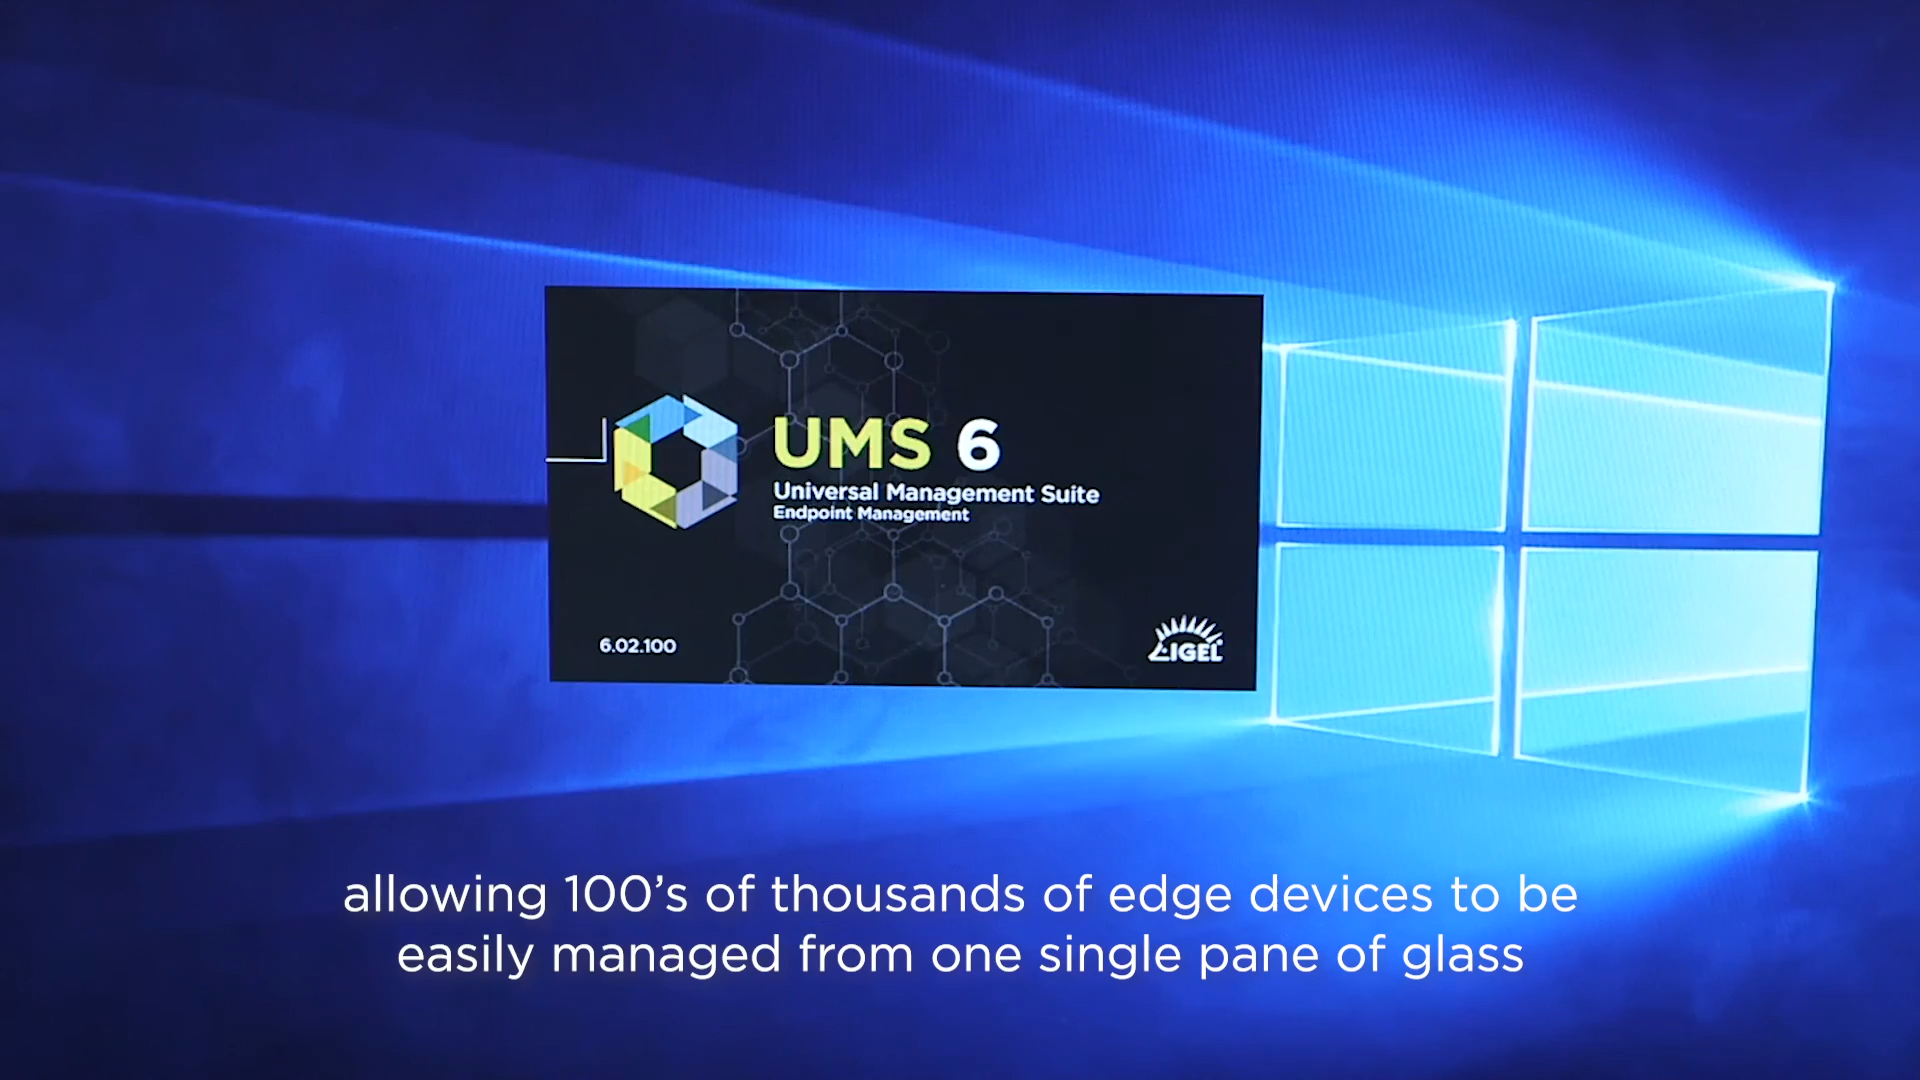 UMS 6
Universal Management Suite
Endpoint Management
6.02.100
IGEL
allowing 100’s of thousands of edge devices to be
easily managed from one single pane of glass